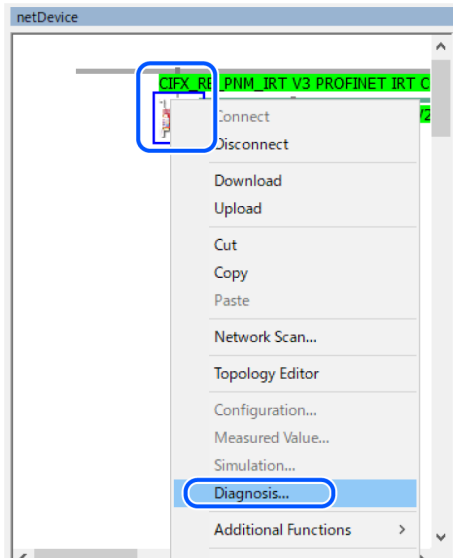 netDevice
CIFX_RE_PNM_IRT V3 PROFINET IRT C
Connect
Disconnect
Download
Upload
Cut
Copy
Paste
Network Scan...
Topology Editor
Configuration...
Measured Value...
Simulation...
Diagnosis...
Additional Functions